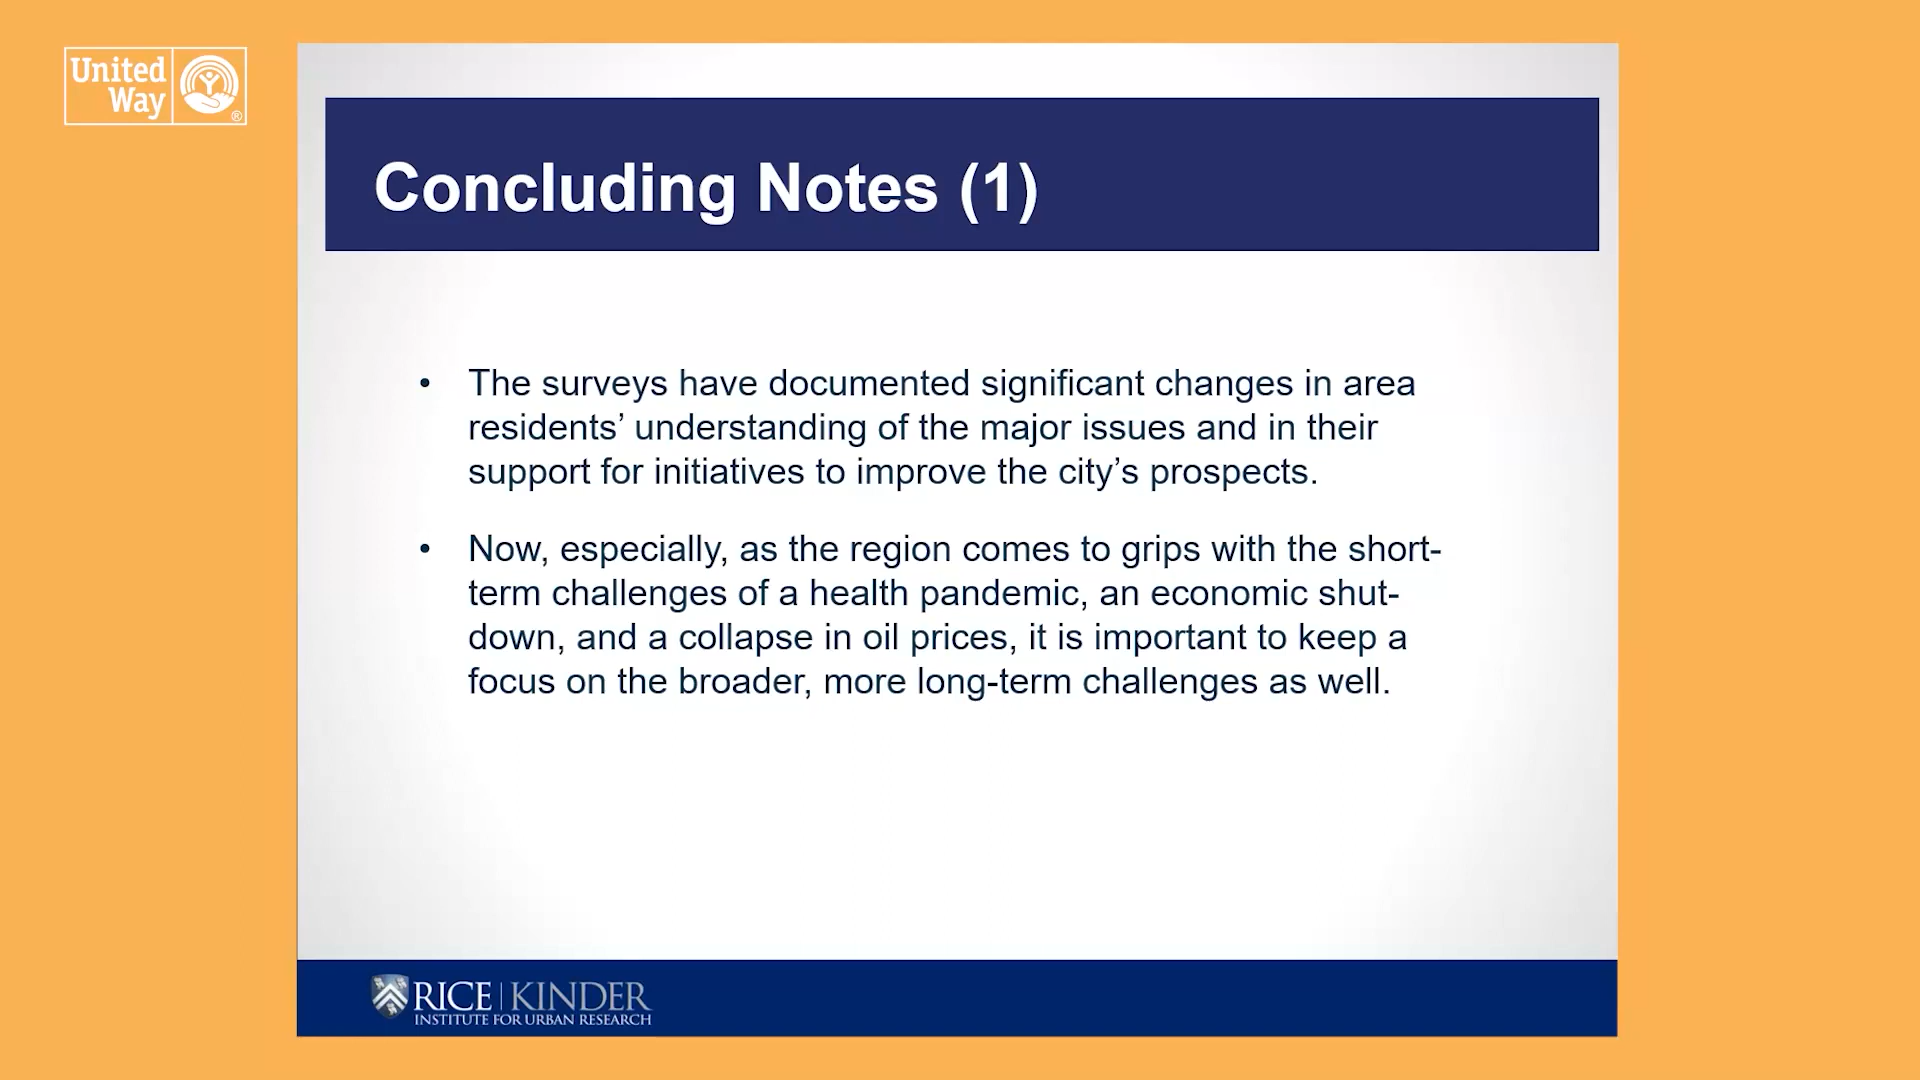 United
Way
®
Concluding Notes (1)
• The surveys have documented significant changes in area
residents’ understanding of the major issues and in their
support for initiatives to improve the city’s prospects.
• Now, especially, as the region comes to grips with the short-
term challenges of a health pandemic, an economic shut-
down, and a collapse in oil prices, it is important to keep a
focus on the broader, more long-term challenges as well.
RICE | KINDER
INSTITUTE FOR URBAN RESEARCH